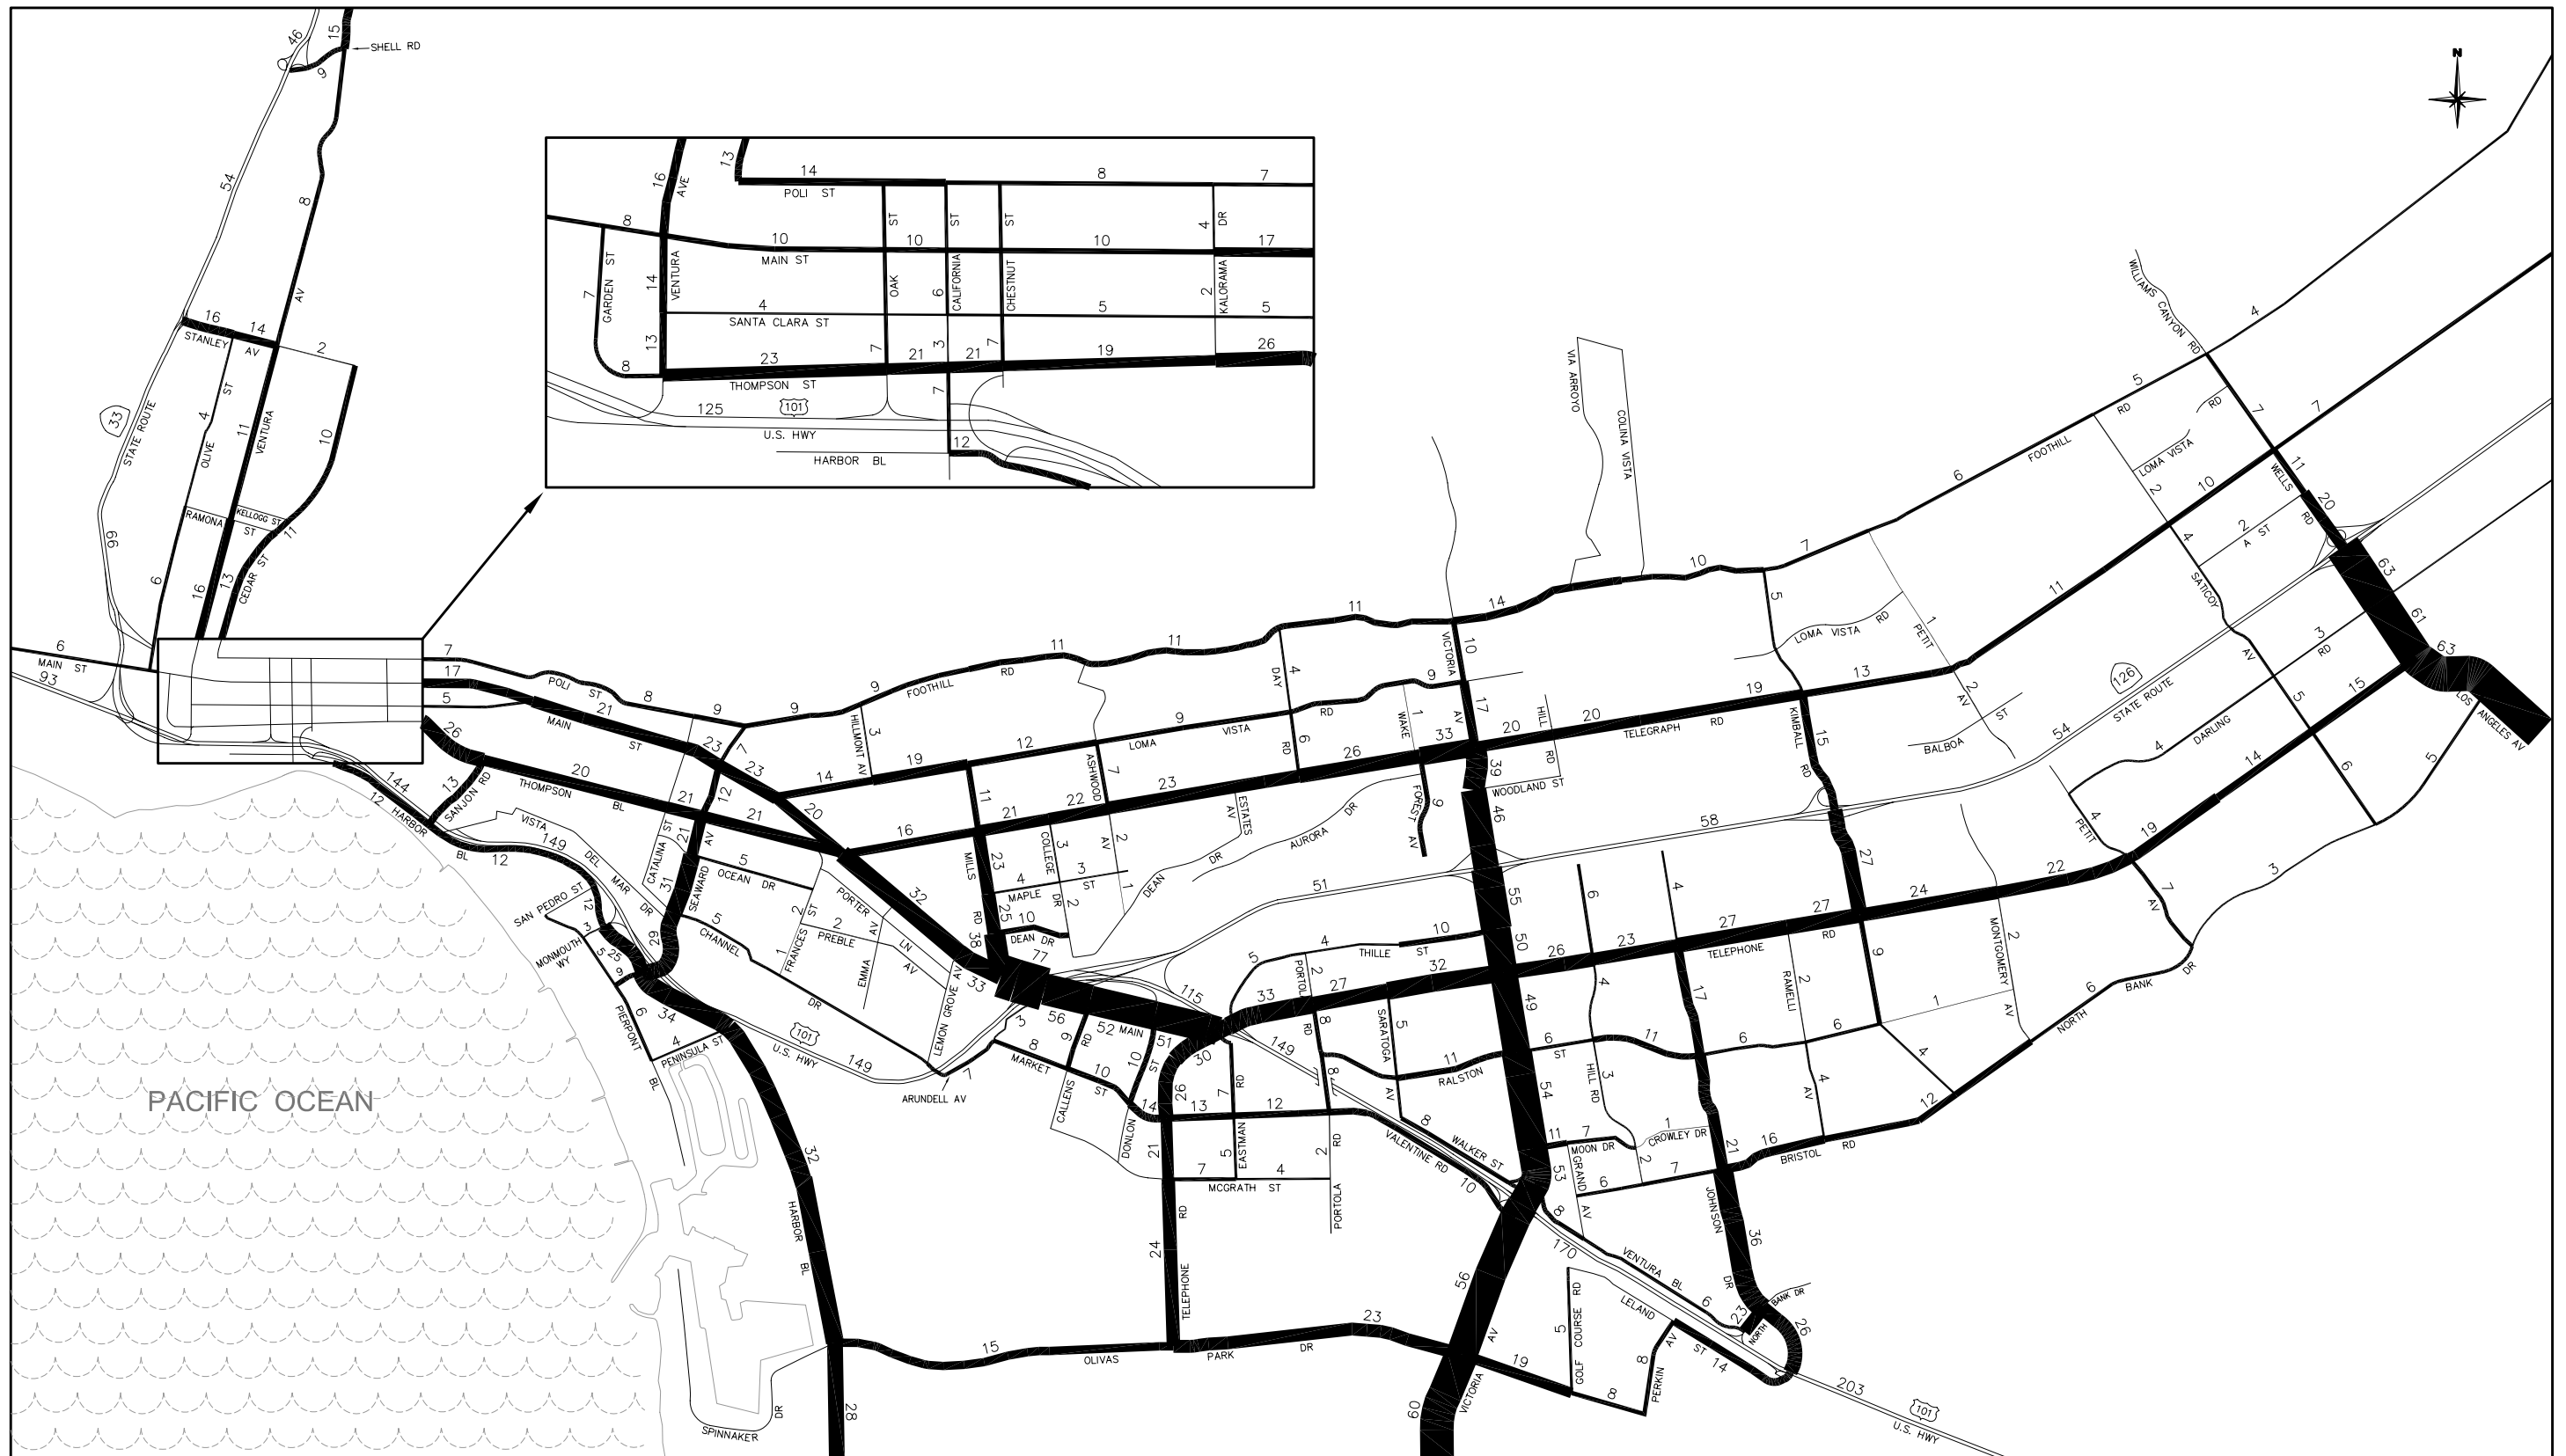 N
46
15
SHELL RD
9
54
8
AV
16
14
2
STANLEY AV
ST
4
OLIVE
11
VENTURA
10
33
STATE ROUTE
66
RAMONA ST
KELLOGG ST
11
6
16
13
CEDAR ST
13
16
AVE
14
POLI ST
8
7
8
10
MAIN ST
10
10
17
ST
ST
ST
4
DR
GARDEN ST
7
14
VENTURA
OAK
6
CALIFORNIA
CHESTNUT
2
KALORAMA
4
SANTA CLARA ST
5
5
13
8
23
THOMPSON ST
7
21
3
21
7
19
26
7
125
101
U.S. HWY
12
HARBOR BL
6
MAIN ST
93
7
17
5
26
POLI ST
8
9
21
MAIN ST
23
7
23
20
THOMPSON BL
21
12
21
13
SANJON RD
144
12
HARBOR BL
12
149
VISTA DEL MAR DR
CATALINA ST
21
AV
31
SEAWARD
29
5
OCEAN DR
5
CHANNEL DR
2
FRANCES ST
1
2
PREBLE AV
PORTER LN
EMMA AV
20
32
33
LEMON GROVE AV
SAN PEDRO ST
12
3
MONMOUTH WY
5
25
9
6
PIERPONT BL
34
4
PENINSULA ST
101
U.S. HWY
149
ARUNDELL AV
7
PACIFIC OCEAN
32
HARBOR BL
28
SPINNAKER DR
9
9
FOOTHILL RD
11
11
11
14
10
7
6
FOOTHILL RD
5
4
HILLMONT AV
3
14
19
12
LOMA VISTA RD
9
9
DAY RD
4
6
WAKE
1
VICTORIA AV
10
17
ASHWOOD AV
7
2
1
16
21
22
23
26
33
20
20
TELEGRAPH RD
19
13
11
10
7
11
MILLS RD
23
25
38
77
COLLEGE DR
3
2
4
MAPLE ST
3
10
DEAN DR
ESTATES AV
DEAN DR
AURORA DR
FOREST AV
9
39
46
55
50
49
54
53
WOODLAND ST
HILL RD
VIA ARROYO
COLINA VISTA
5
KIMBALL RD
15
27
9
LOMA VISTA RD
1
PETIT AV
2
BALBOA ST
WILLIAMS CANYON RD
7
LOMA VISTA RD
2
4
SATICOY AV
5
6
2
A ST
11
WELLS RD
20
63
61
63
LOS ANGELES AV
126
STATE ROUTE
54
58
51
3
4
DARLING RD
15
14
19
22
24
27
27
TELEPHONE RD
23
26
32
27
33
4
PETIT AV
7
5
3
NORTH BANK DR
6
12
2
MONTGOMERY AV
1
4
2
RAMELLI AV
4
6
6
4
6
17
21
36
JOHNSON DR
4
3
HILL RD
2
6
ST
11
RALSTON
11
5
4
THILLE ST
10
2
PORTOLA RD
8
8
5
SARATOGA AV
8
WALKER ST
115
149
56
52
MAIN ST
51
30
3
8
MARKET ST
10
9
CALLENS RD
10
DONLON
14
26
21
13
12
7
EASTMAN RD
5
7
4
MCGRATH ST
2
RD
PORTOLA
VALENTINE RD
10
24
TELEPHONE RD
15
OLIVAS PARK DR
23
19
56
VICTORIA AV
60
11
7
MOON DR
GRAND AV
1
CROWLEY DR
6
7
16
BRISTOL RD
8
170
VENTURA BL
6
23
NORTH BANK DR
26
5
GOLF COURSE RD
LELAND ST
14
8
PERKIN AV
8
203
101
U.S. HWY